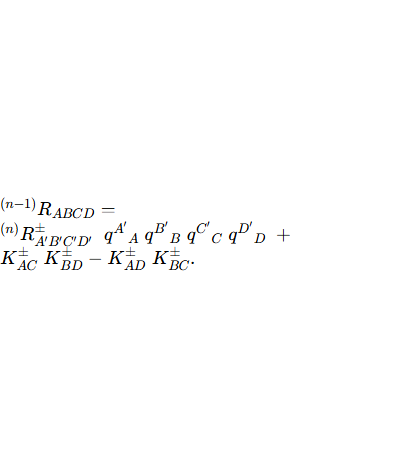 $^{(n-1)}R_{ABCD} =$
$^{(n)}R^{\pm}_{A'B'C'D'} \; q^{A'}{}_{A} \, q^{B'}{}_{B} \, q^{C'}{}_{C} \, q^{D'}{}_{D} \; +$
$K^{\pm}_{AC} \, K^{\pm}_{BD} - K^{\pm}_{AD} \, K^{\pm}_{BC}.$